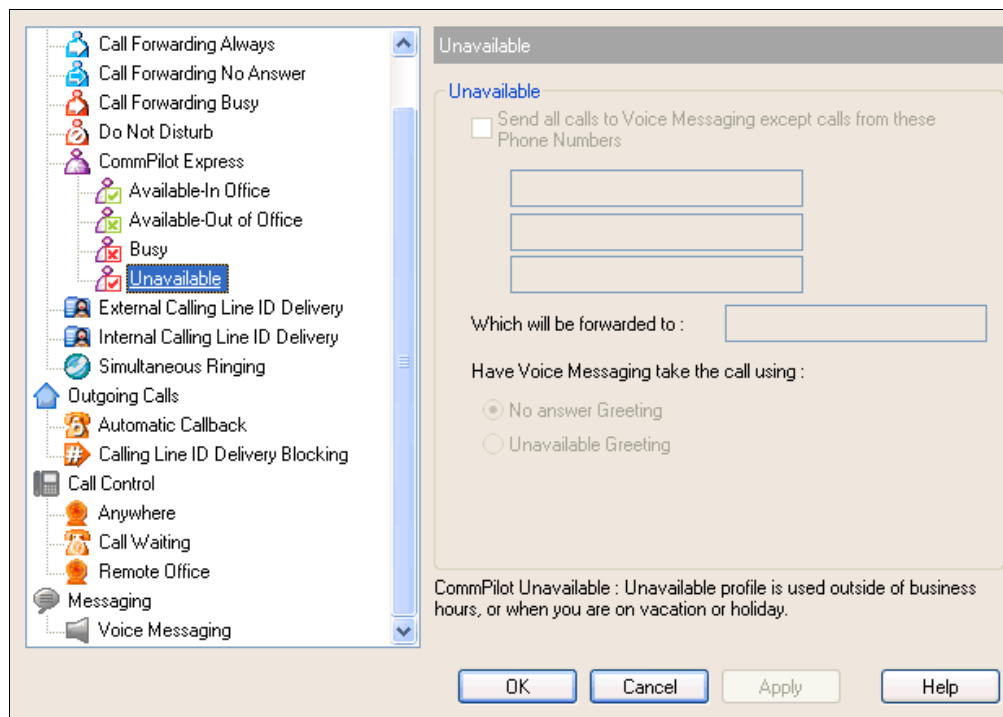 Call Forwarding Always
Call Forwarding No Answer
Call Forwarding Busy
Do Not Disturb
CommPilot Express
Available-In Office
Available-Out of Office
Busy
Unavailable
External Calling Line ID Delivery
Internal Calling Line ID Delivery
Simultaneous Ringing
Outgoing Calls
Automatic Callback
Calling Line ID Delivery Blocking
Call Control
Anywhere
Call Waiting
Remote Office
Messaging
Voice Messaging
Unavailable
Unavailable
Send all calls to Voice Messaging except calls from these
Phone Numbers
Which will be forwarded to :
Have Voice Messaging take the call using :
No answer Greeting
Unavailable Greeting
CommPilot Unavailable : Unavailable profile is used outside of business
hours, or when you are on vacation or holiday.
OK
Cancel
Apply
Help